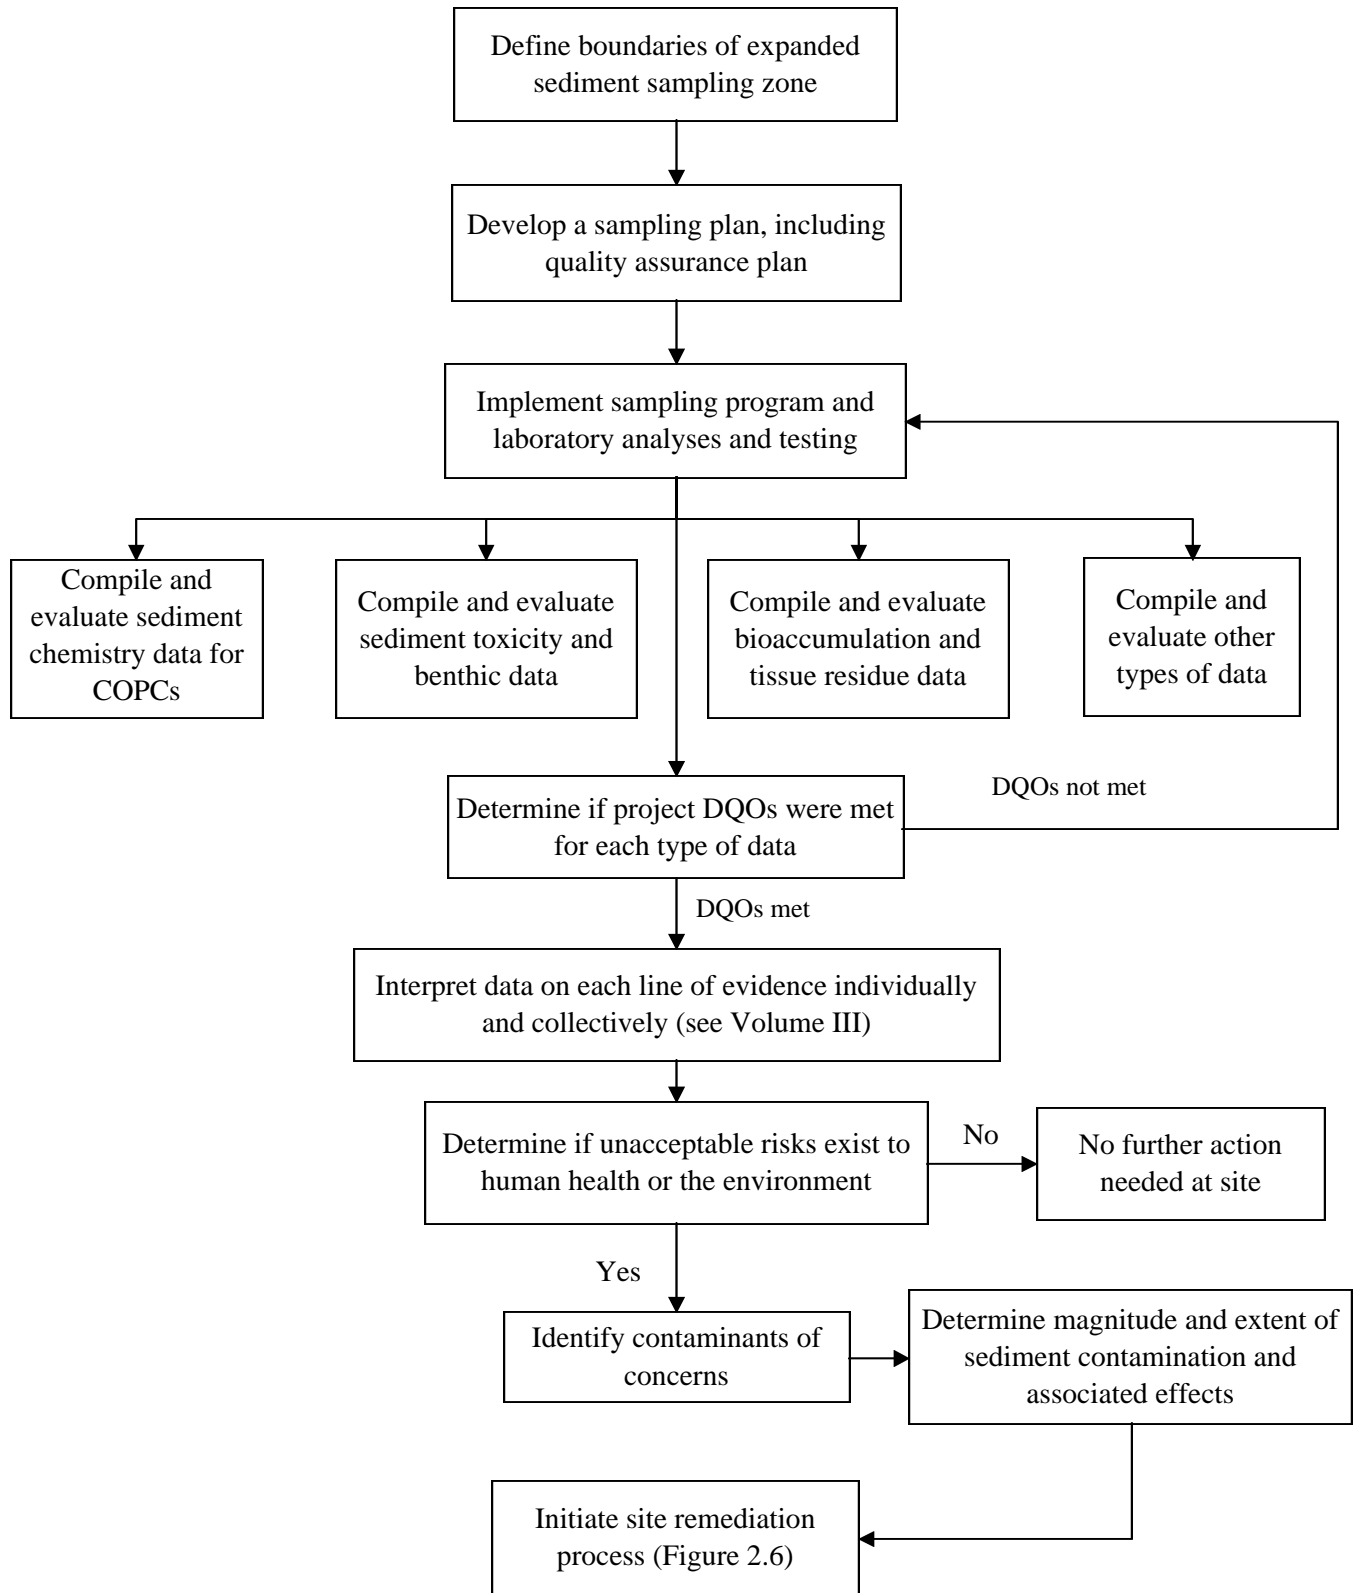 Define boundaries of expanded
sediment sampling zone
Develop a sampling plan, including
quality assurance plan
Implement sampling program and
laboratory analyses and testing
Compile and
evaluate sediment
chemistry data for
COPCs
Compile and evaluate
sediment toxicity and
benthic data
Compile and evaluate
bioaccumulation and
tissue residue data
Compile and
evaluate other
types of data
Determine if project DQOs were met
for each type of data
DQOs not met
DQOs met
Interpret data on each line of evidence individually
and collectively (see Volume III)
Determine if unacceptable risks exist to
human health or the environment
No
No further action
needed at site
Yes
Identify contaminants of
concerns
Determine magnitude and extent of
sediment contamination and
associated effects
Initiate site remediation
process (Figure 2.6)